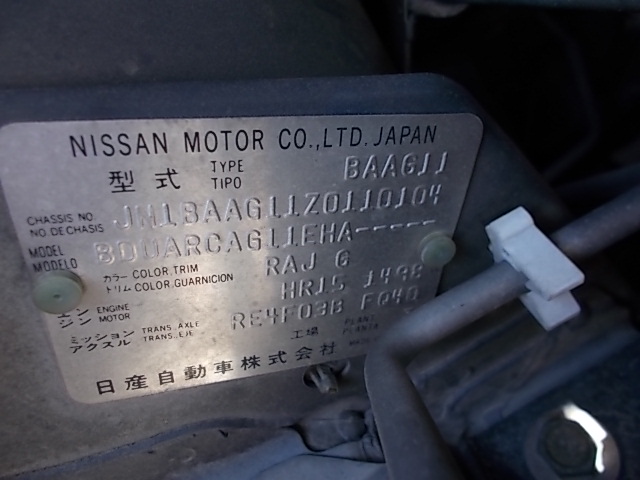 NISSAN MOTOR CO.,LTD. JAPAN
型式 TYPE TIPO BAAG11
CHASSIS NO. NO.DE CHASIS JN1BAAG11Z0110104
MODEL MODELO BDUARCAG11EHA-----
カラー トリム COLOR,TRIM COLOR,GUARNICION RAJ G
エンジン ENGINE MOTOR HR15 1498
ミッション アクスル TRANS.AXLE TRANS.EJE RE4F03B FQ40
工場 PLANT PLANTA
日産自動車株式会社